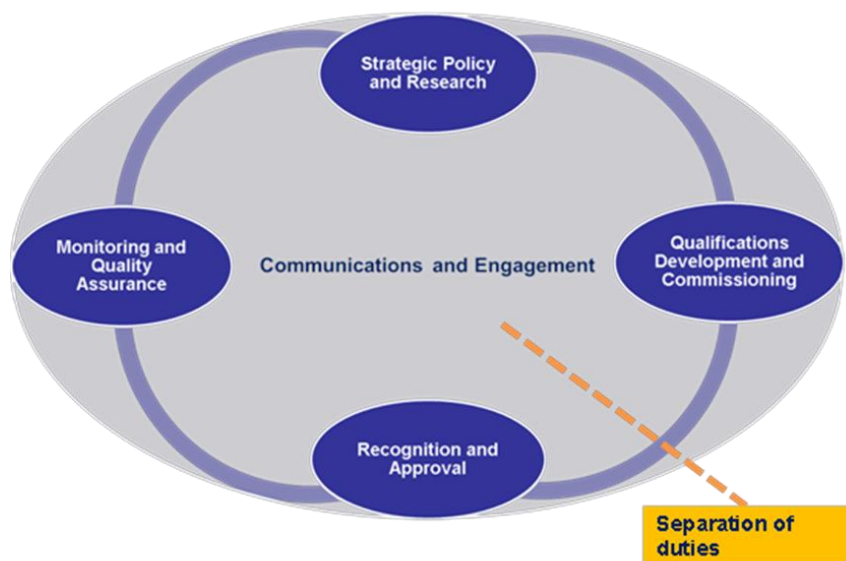 Strategic Policy
and Research
Monitoring and
Quality
Assurance
Communications and Engagement
Qualifications
Development and
Commissioning
Recognition and
Approval
Separation of
duties